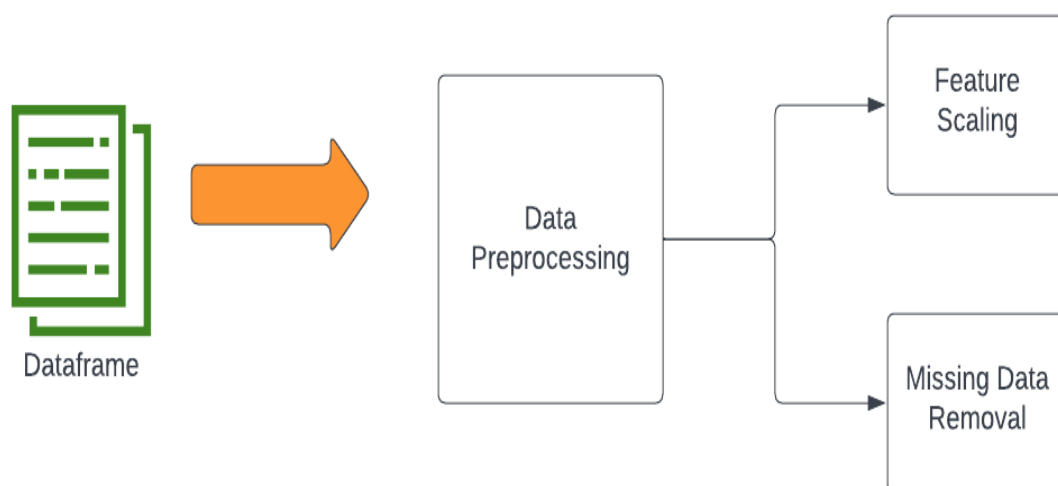 Dataframe
Data
Preprocessing
Feature
Scaling
Missing Data
Removal